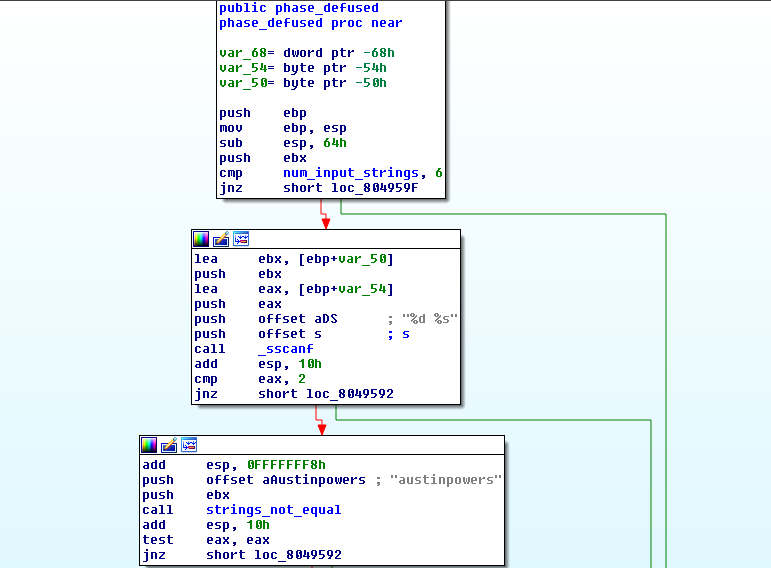 public phase_defused
phase_defused proc near
var_68= dword ptr -68h
var_54= byte ptr -54h
var_50= byte ptr -50h
push ebp
mov ebp, esp
sub esp, 64h
push ebx
cmp num_input_strings, 6
jnz short loc_804959F
lea ebx, [ebp+var_50]
push ebx
lea eax, [ebp+var_54]
push eax
push offset aDS ; "%d %s"
push offset s ; s
call _sscanf
add esp, 10h
cmp eax, 2
jnz short loc_8049592
add esp, 0FFFFFFF8h
push offset aAustinpowers ; "austinpowers"
push ebx
call strings_not_equal
add esp, 10h
test eax, eax
jnz short loc_8049592